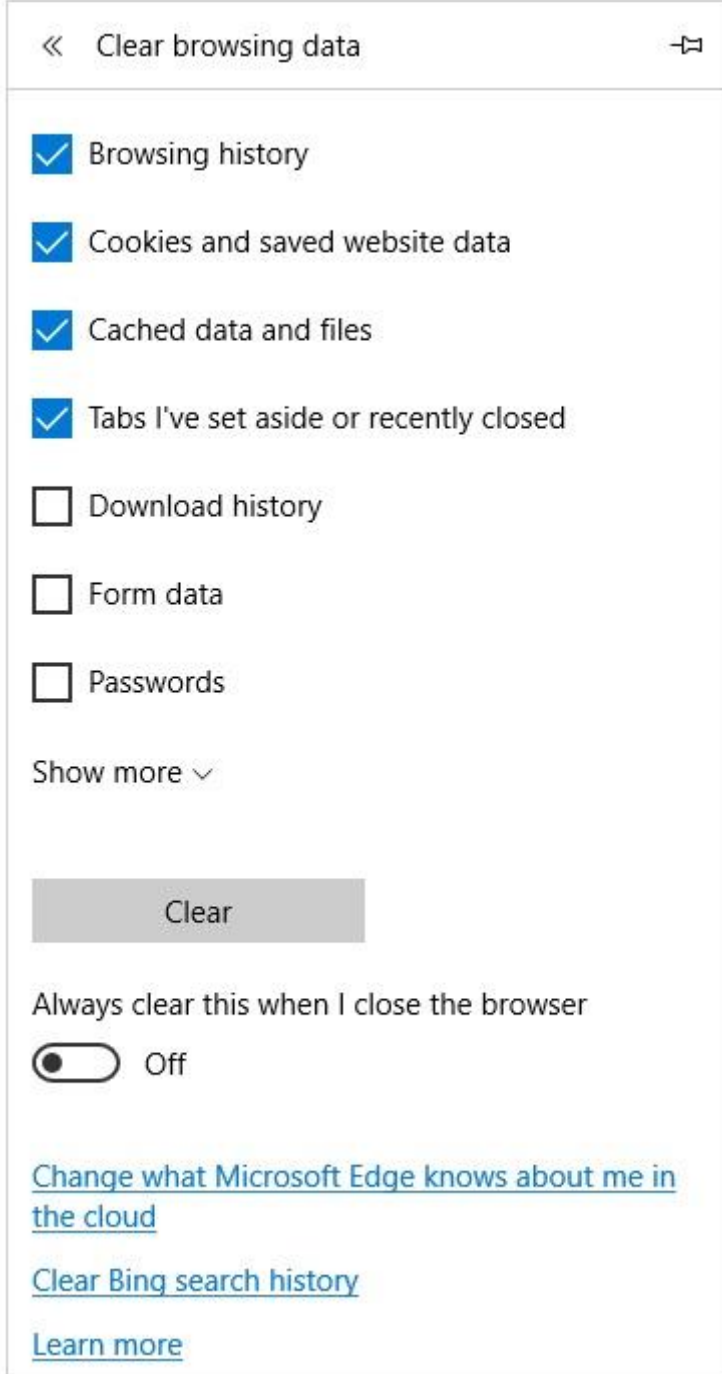 Clear browsing data
Browsing history
Cookies and saved website data
Cached data and files
Tabs I've set aside or recently closed
Download history
Form data
Passwords
Show more
Clear
Always clear this when I close the browser
Off
Change what Microsoft Edge knows about me in
the cloud
Clear Bing search history
Learn more